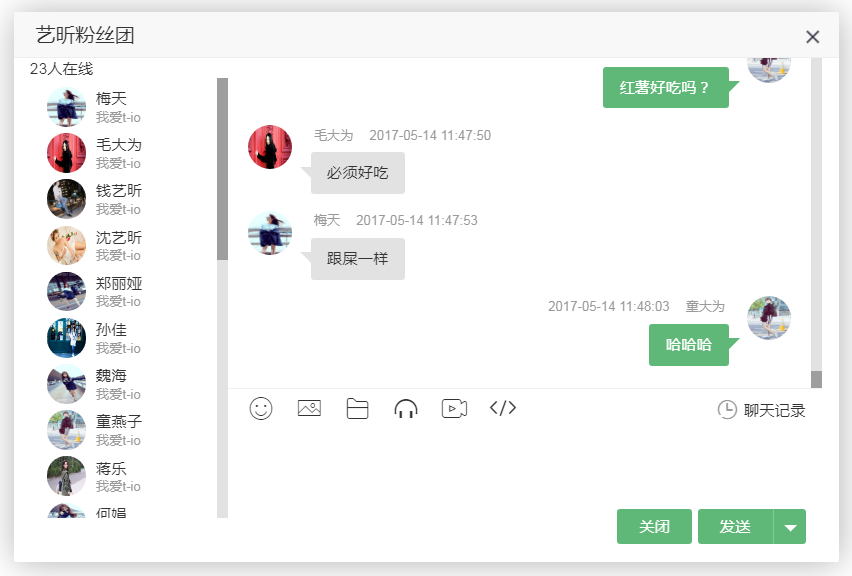 艺昕粉丝团
23人在线
梅天
我爱t-io
毛大为
我爱t-io
钱艺昕
我爱t-io
沈艺昕
我爱t-io
郑丽娅
我爱t-io
孙佳
我爱t-io
魏海
我爱t-io
童燕子
我爱t-io
蒋乐
我爱t-io
何娟
红薯好吃吗？
毛大为 2017-05-14 11:47:50
必须好吃
梅天 2017-05-14 11:47:53
跟屎一样
2017-05-14 11:48:03 童大为
哈哈哈
聊天记录
关闭 发送